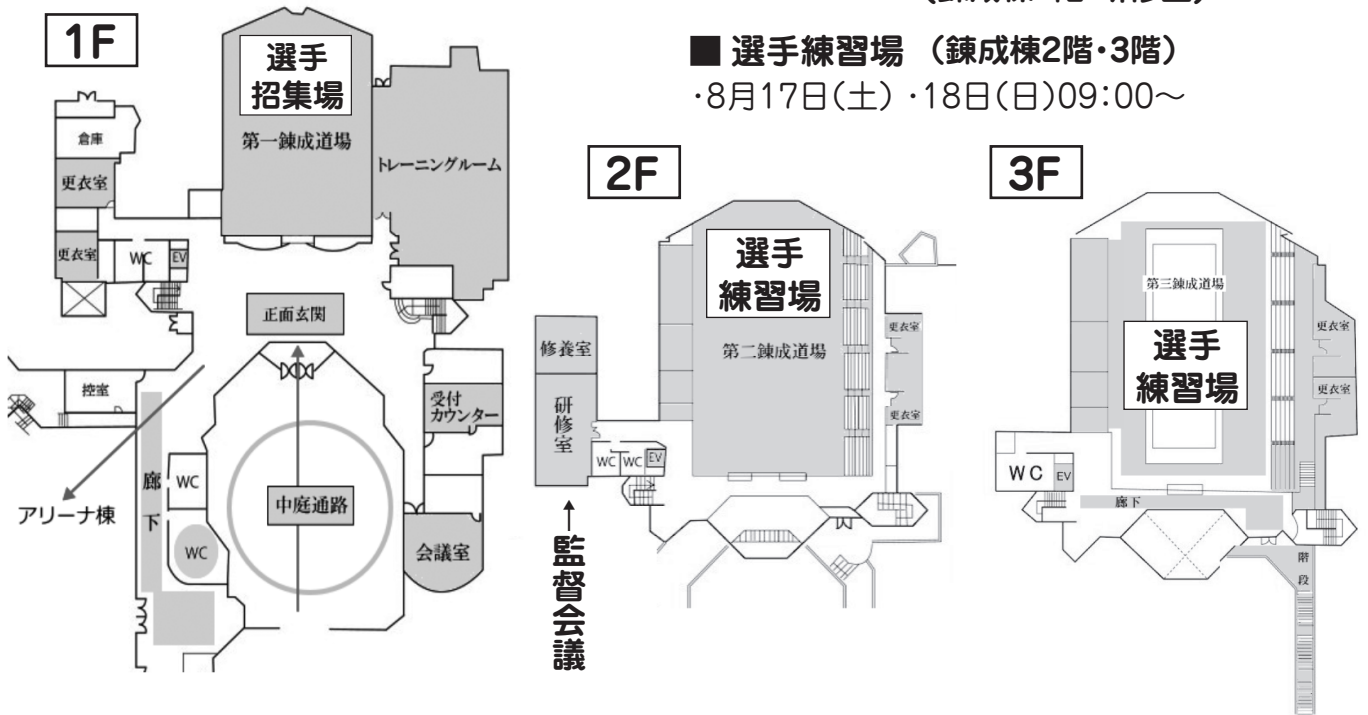 ■ 選手練習場 (錬成棟2階・3階)
・8月17日(土) ・18日(日)09:00～
1F
選手
招集場
第一錬成道場
トレーニングルーム
倉庫
更衣室
更衣室
WC
EV
正面玄関
控室
受付
カウンター
廊下
WC
アリーナ棟
中庭通路
WC
会議室
2F
選手
練習場
第二錬成道場
更衣室
更衣室
修養室
研修室
WC
WC
EV
←監督会議
3F
第三錬成道場
選手
練習場
更衣室
更衣室
WC
EV
廊下
階段